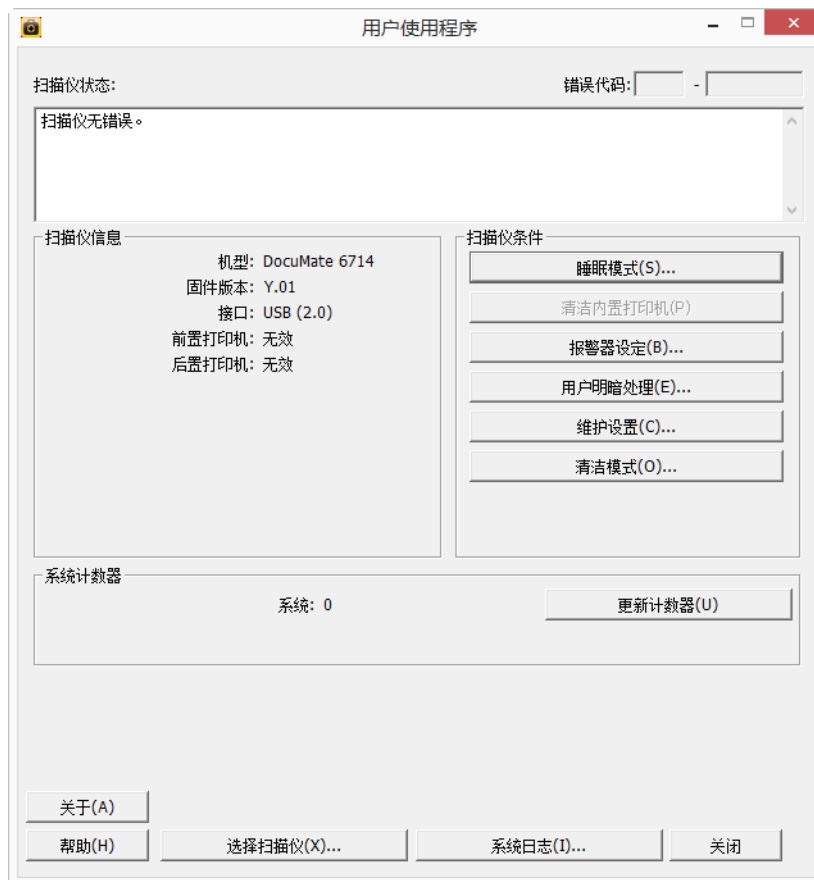 用户使用程序
扫描仪状态:
错误代码: -
扫描仪无错误。
扫描仪信息
机型: DocuMate 6714
固件版本: Y.01
接口: USB (2.0)
前置打印机: 无效
后置打印机: 无效
扫描仪条件
睡眠模式(S)...
清洁内置打印机(P)
报警器设定(B)...
用户明暗处理(E)...
维护设置(C)...
清洁模式(O)...
系统计数器
系统: 0
更新计数器(U)
关于(A)
帮助(H)
选择扫描仪(X)...
系统日志(I)...
关闭